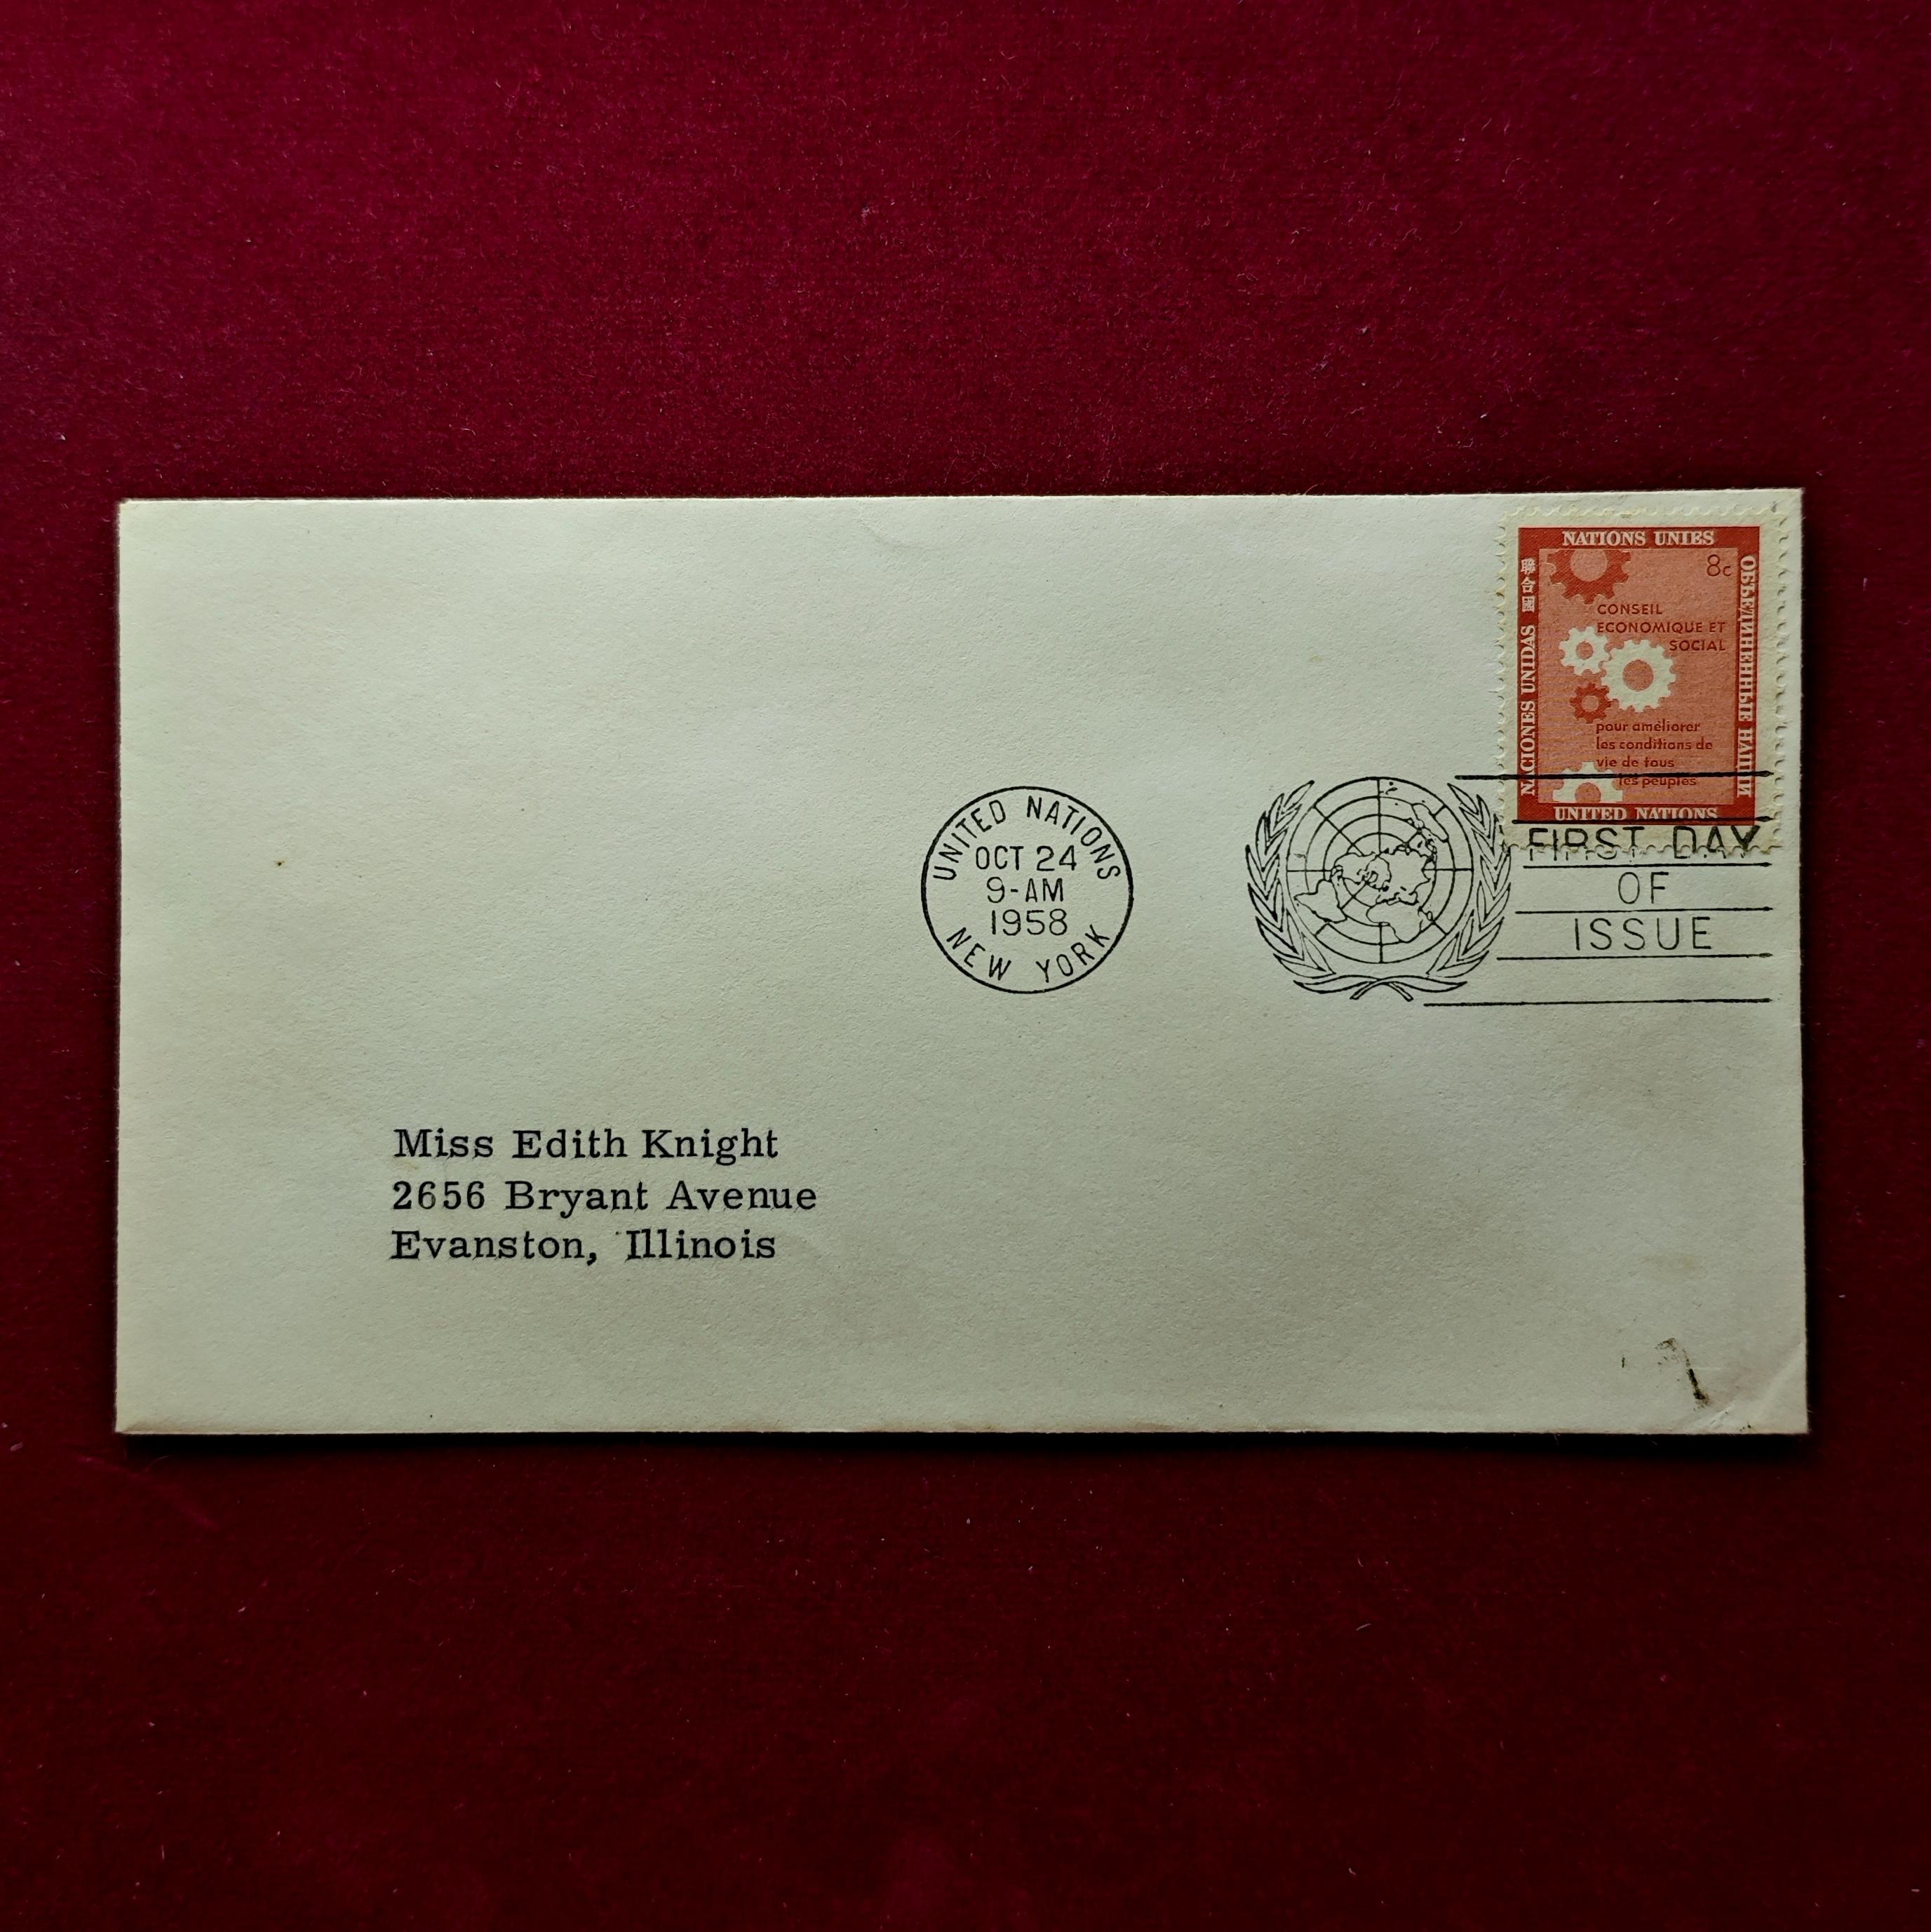 NATIONS UNIES
8c
聯合國
NACIONES UNIDAS
ОБЪЕДИНЕННЫЕ НАЦИИ
CONSEIL
ECONOMIQUE ET
SOCIAL
pour améliorer
les conditions de
vie de tous
les peuples
UNITED NATIONS
UNITED NATIONS
OCT 24
9-AM
1958
NEW YORK
FIRST DAY
OF
ISSUE
Miss Edith Knight
2656 Bryant Avenue
Evanston, Illinois